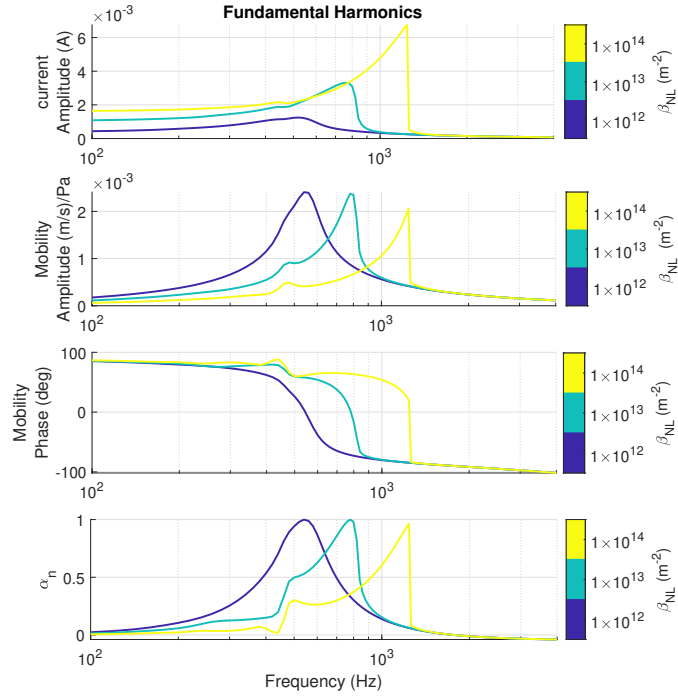 Fundamental Harmonics
×10⁻³
6
4
2
0
10²
10³
current
Amplitude (A)
1×10¹⁴
1×10¹³
1×10¹²
β_NL (m⁻²)
×10⁻³
2
1
0
10²
10³
Mobility
Amplitude (m/s)/Pa
1×10¹⁴
1×10¹³
1×10¹²
β_NL (m⁻²)
100
0
-100
10²
10³
Mobility
Phase (deg)
1×10¹⁴
1×10¹³
1×10¹²
β_NL (m⁻²)
1
0.5
0
10²
10³
α_n
Frequency (Hz)
1×10¹⁴
1×10¹³
1×10¹²
β_NL (m⁻²)